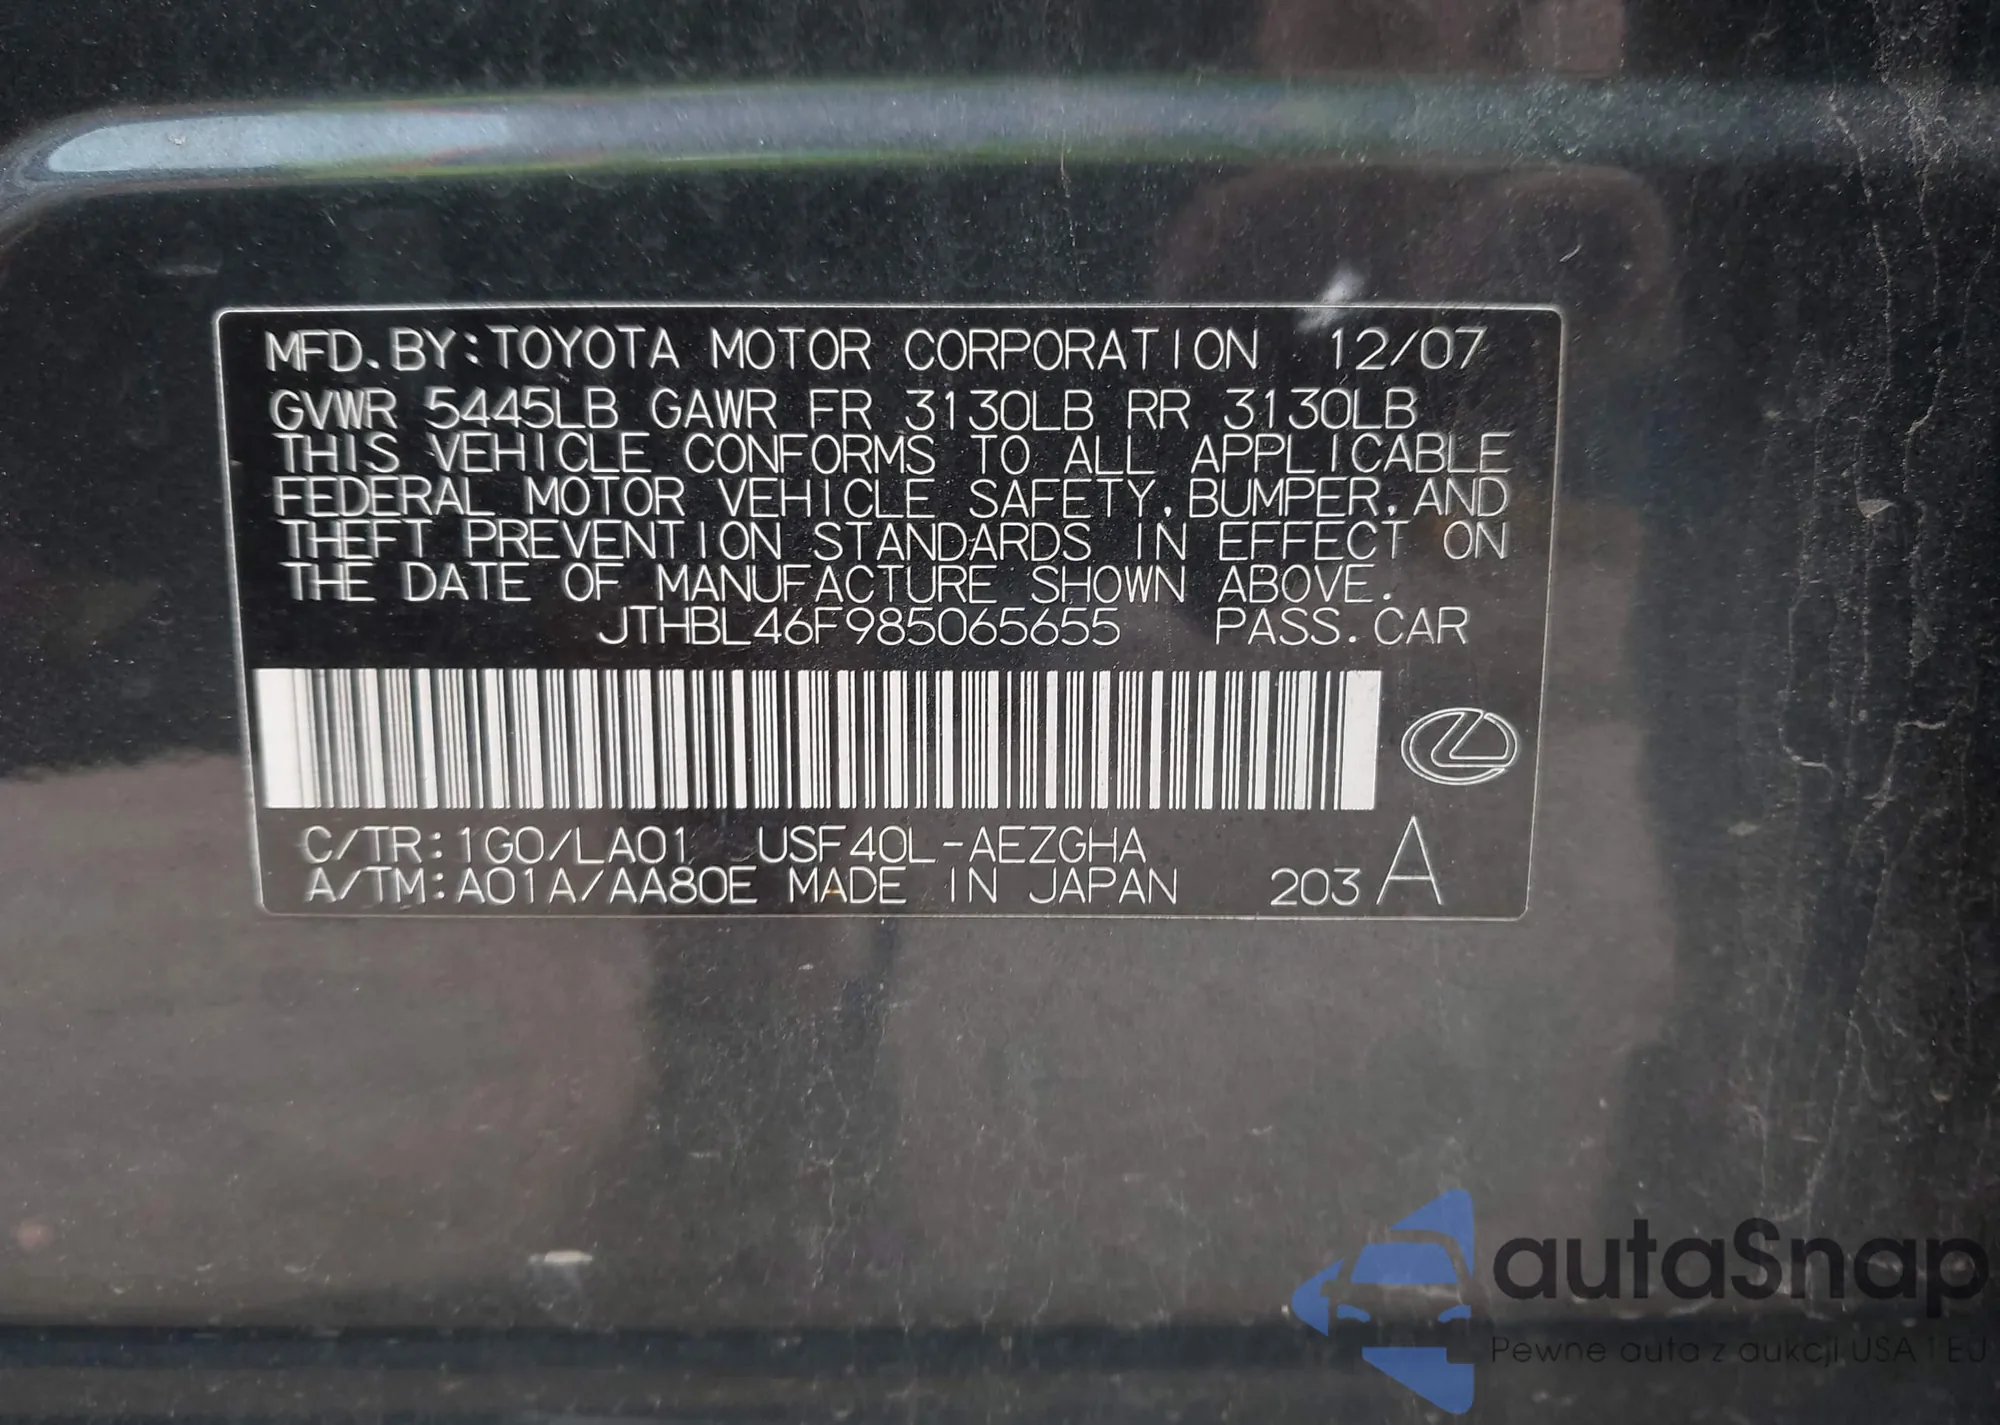 MFD.BY:TOYOTA MOTOR CORPORATION 12/07
GVWR 5445LB GAWR FR 3130LB RR 3130LB
THIS VEHICLE CONFORMS TO ALL APPLICABLE
FEDERAL MOTOR VEHICLE SAFETY,BUMPER,AND
THEFT PREVENTION STANDARDS IN EFFECT ON
THE DATE OF MANUFACTURE SHOWN ABOVE.
JTHBL46F985065655 PASS.CAR
C/TR:1G0/LA01 USF40L-AEZGHA
A/TM:A01A/AA80E MADE IN JAPAN 203 A
autaSnap
Pewne auta z aukcji USA i EU